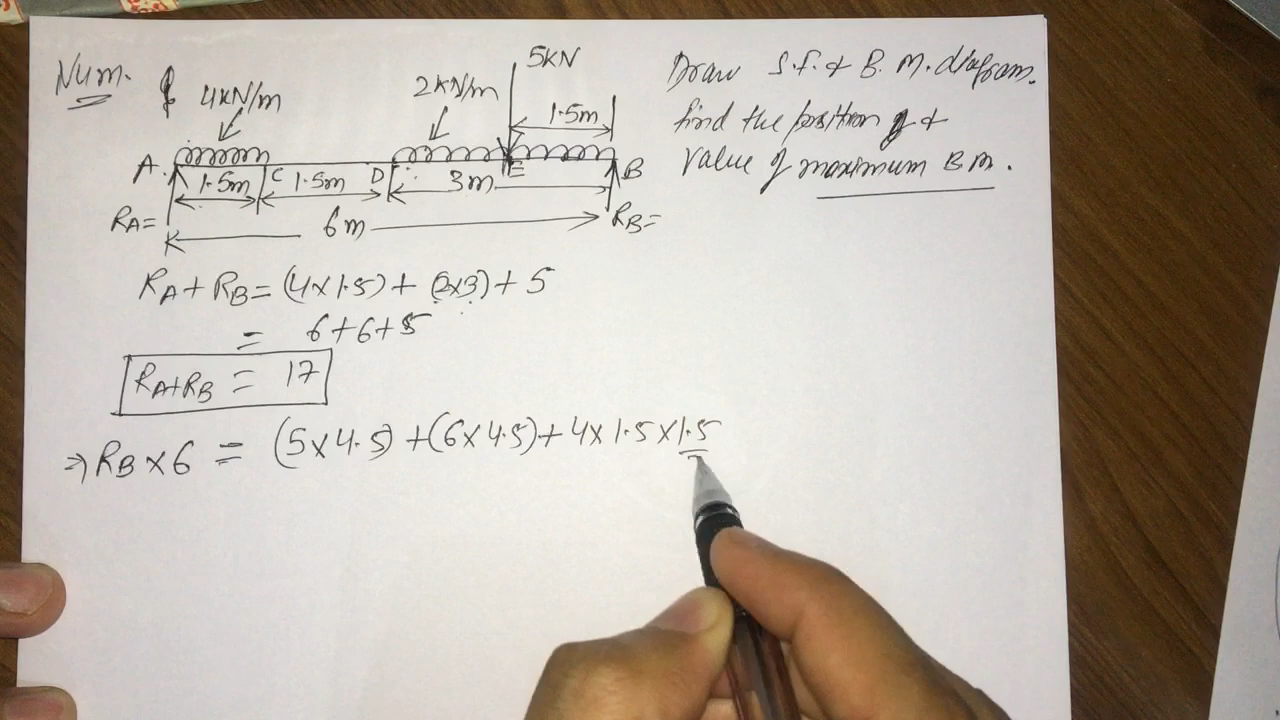 Num.
4kN/m
2kN/m
5kN
1.5m
A
B
1.5m C 1.5m D 3m E
RA=
6m
RB=
Draw S.F. & B.M. diagram.
find the position of &
value of maximum B M.
RA + RB = (4×1.5) + (2×3) + 5
= 6+6+5
RA+RB = 17
⇒ RB×6 = (5×4.5) + (6×4.5) + 4×1.5×1.5